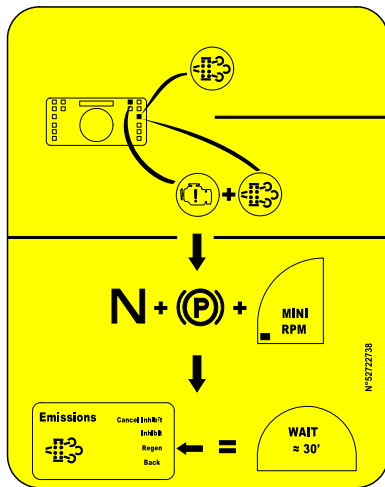 !
+
N + (P) +
MINI
RPM
N°52722738
Emissions
Cancel Inhibit
Inhibit
Regen
Back
=
WAIT
≈ 30'